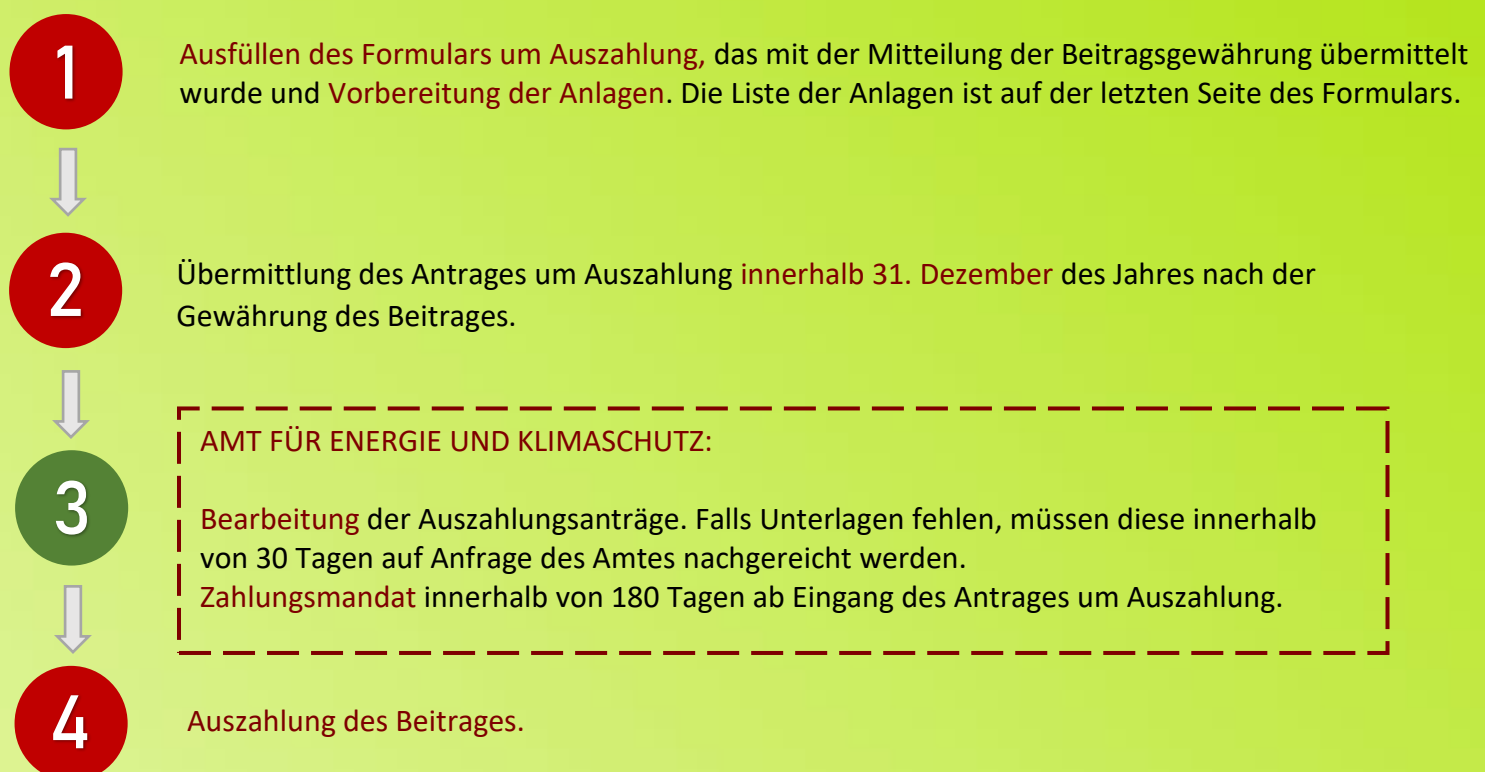 1
Ausfüllen des Formulars um Auszahlung, das mit der Mitteilung der Beitragsgewährung übermittelt
wurde und Vorbereitung der Anlagen. Die Liste der Anlagen ist auf der letzten Seite des Formulars.
2
Übermittlung des Antrages um Auszahlung innerhalb 31. Dezember des Jahres nach der
Gewährung des Beitrages.
3
AMT FÜR ENERGIE UND KLIMASCHUTZ:
Bearbeitung der Auszahlungsanträge. Falls Unterlagen fehlen, müssen diese innerhalb
von 30 Tagen auf Anfrage des Amtes nachgereicht werden.
Zahlungsmandat innerhalb von 180 Tagen ab Eingang des Antrages um Auszahlung.
4
Auszahlung des Beitrages.